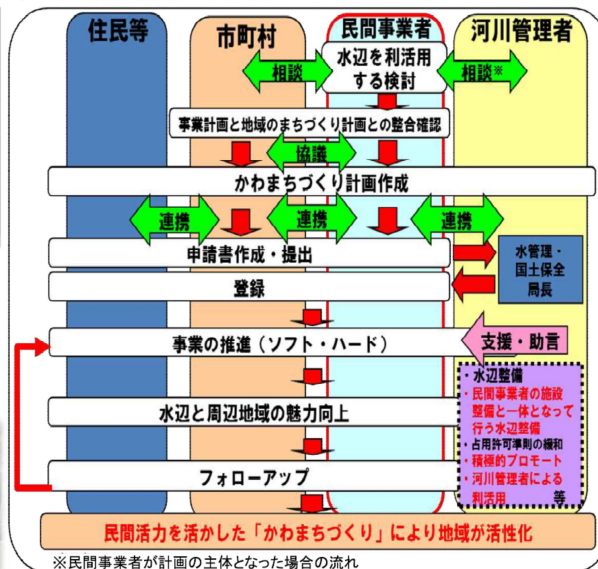 住民等
市町村
民間事業者
河川管理者
相談
水辺を利活用
する検討
相談※
事業計画と地域のまちづくり計画との整合確認
協議
かわまちづくり計画作成
連携
連携
連携
申請書作成・提出
水管理・
国土保全
局長
登録
事業の推進(ソフト・ハード)
支援・助言
・水辺整備
・民間事業者の施設
整備と一体となって
行う水辺整備
・占用許可準則の緩和
・積極的プロモート
・河川管理者による
利活用 等
水辺と周辺地域の魅力向上
フォローアップ
民間活力を活かした「かわまちづくり」により地域が活性化
※民間事業者が計画の主体となった場合の流れ